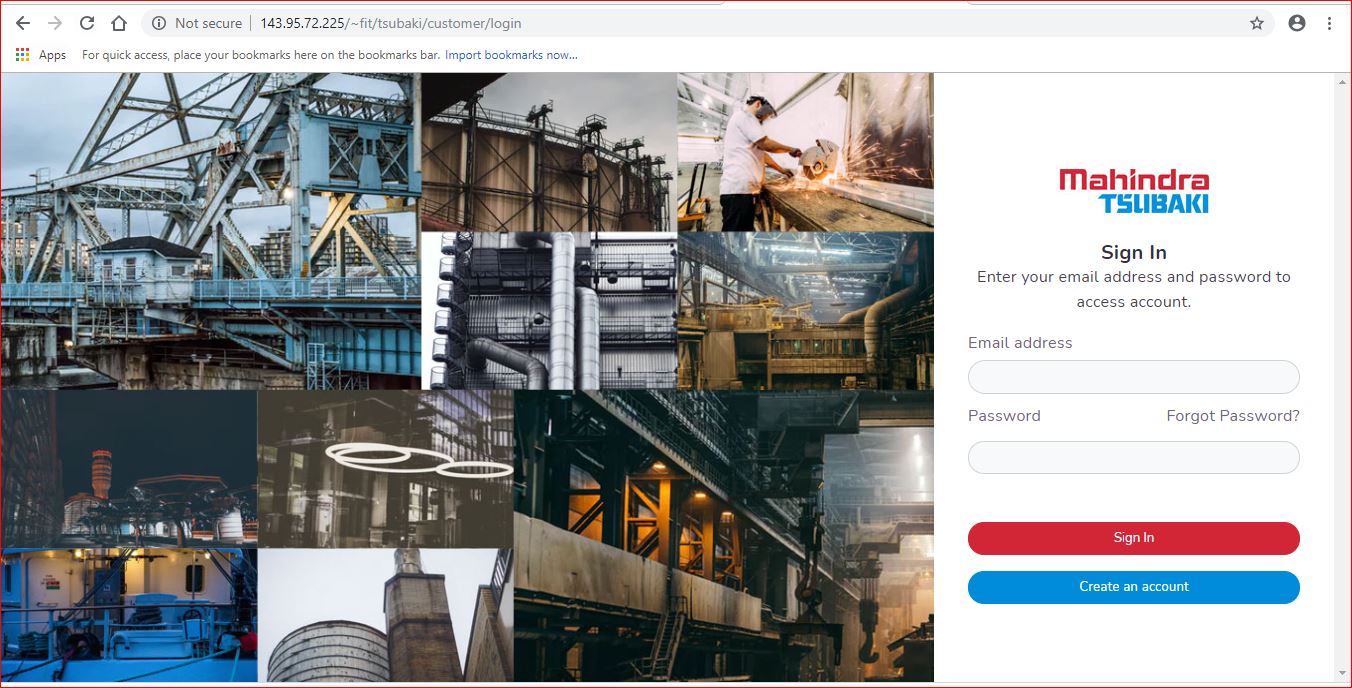 Not secure | 143.95.72.225/~fit/tsubaki/customer/login
Apps For quick access, place your bookmarks here on the bookmarks bar. Import bookmarks now...
Mahindra
TSUBAKI
Sign In
Enter your email address and password to
access account.
Email address
Password Forgot Password?
Sign In
Create an account